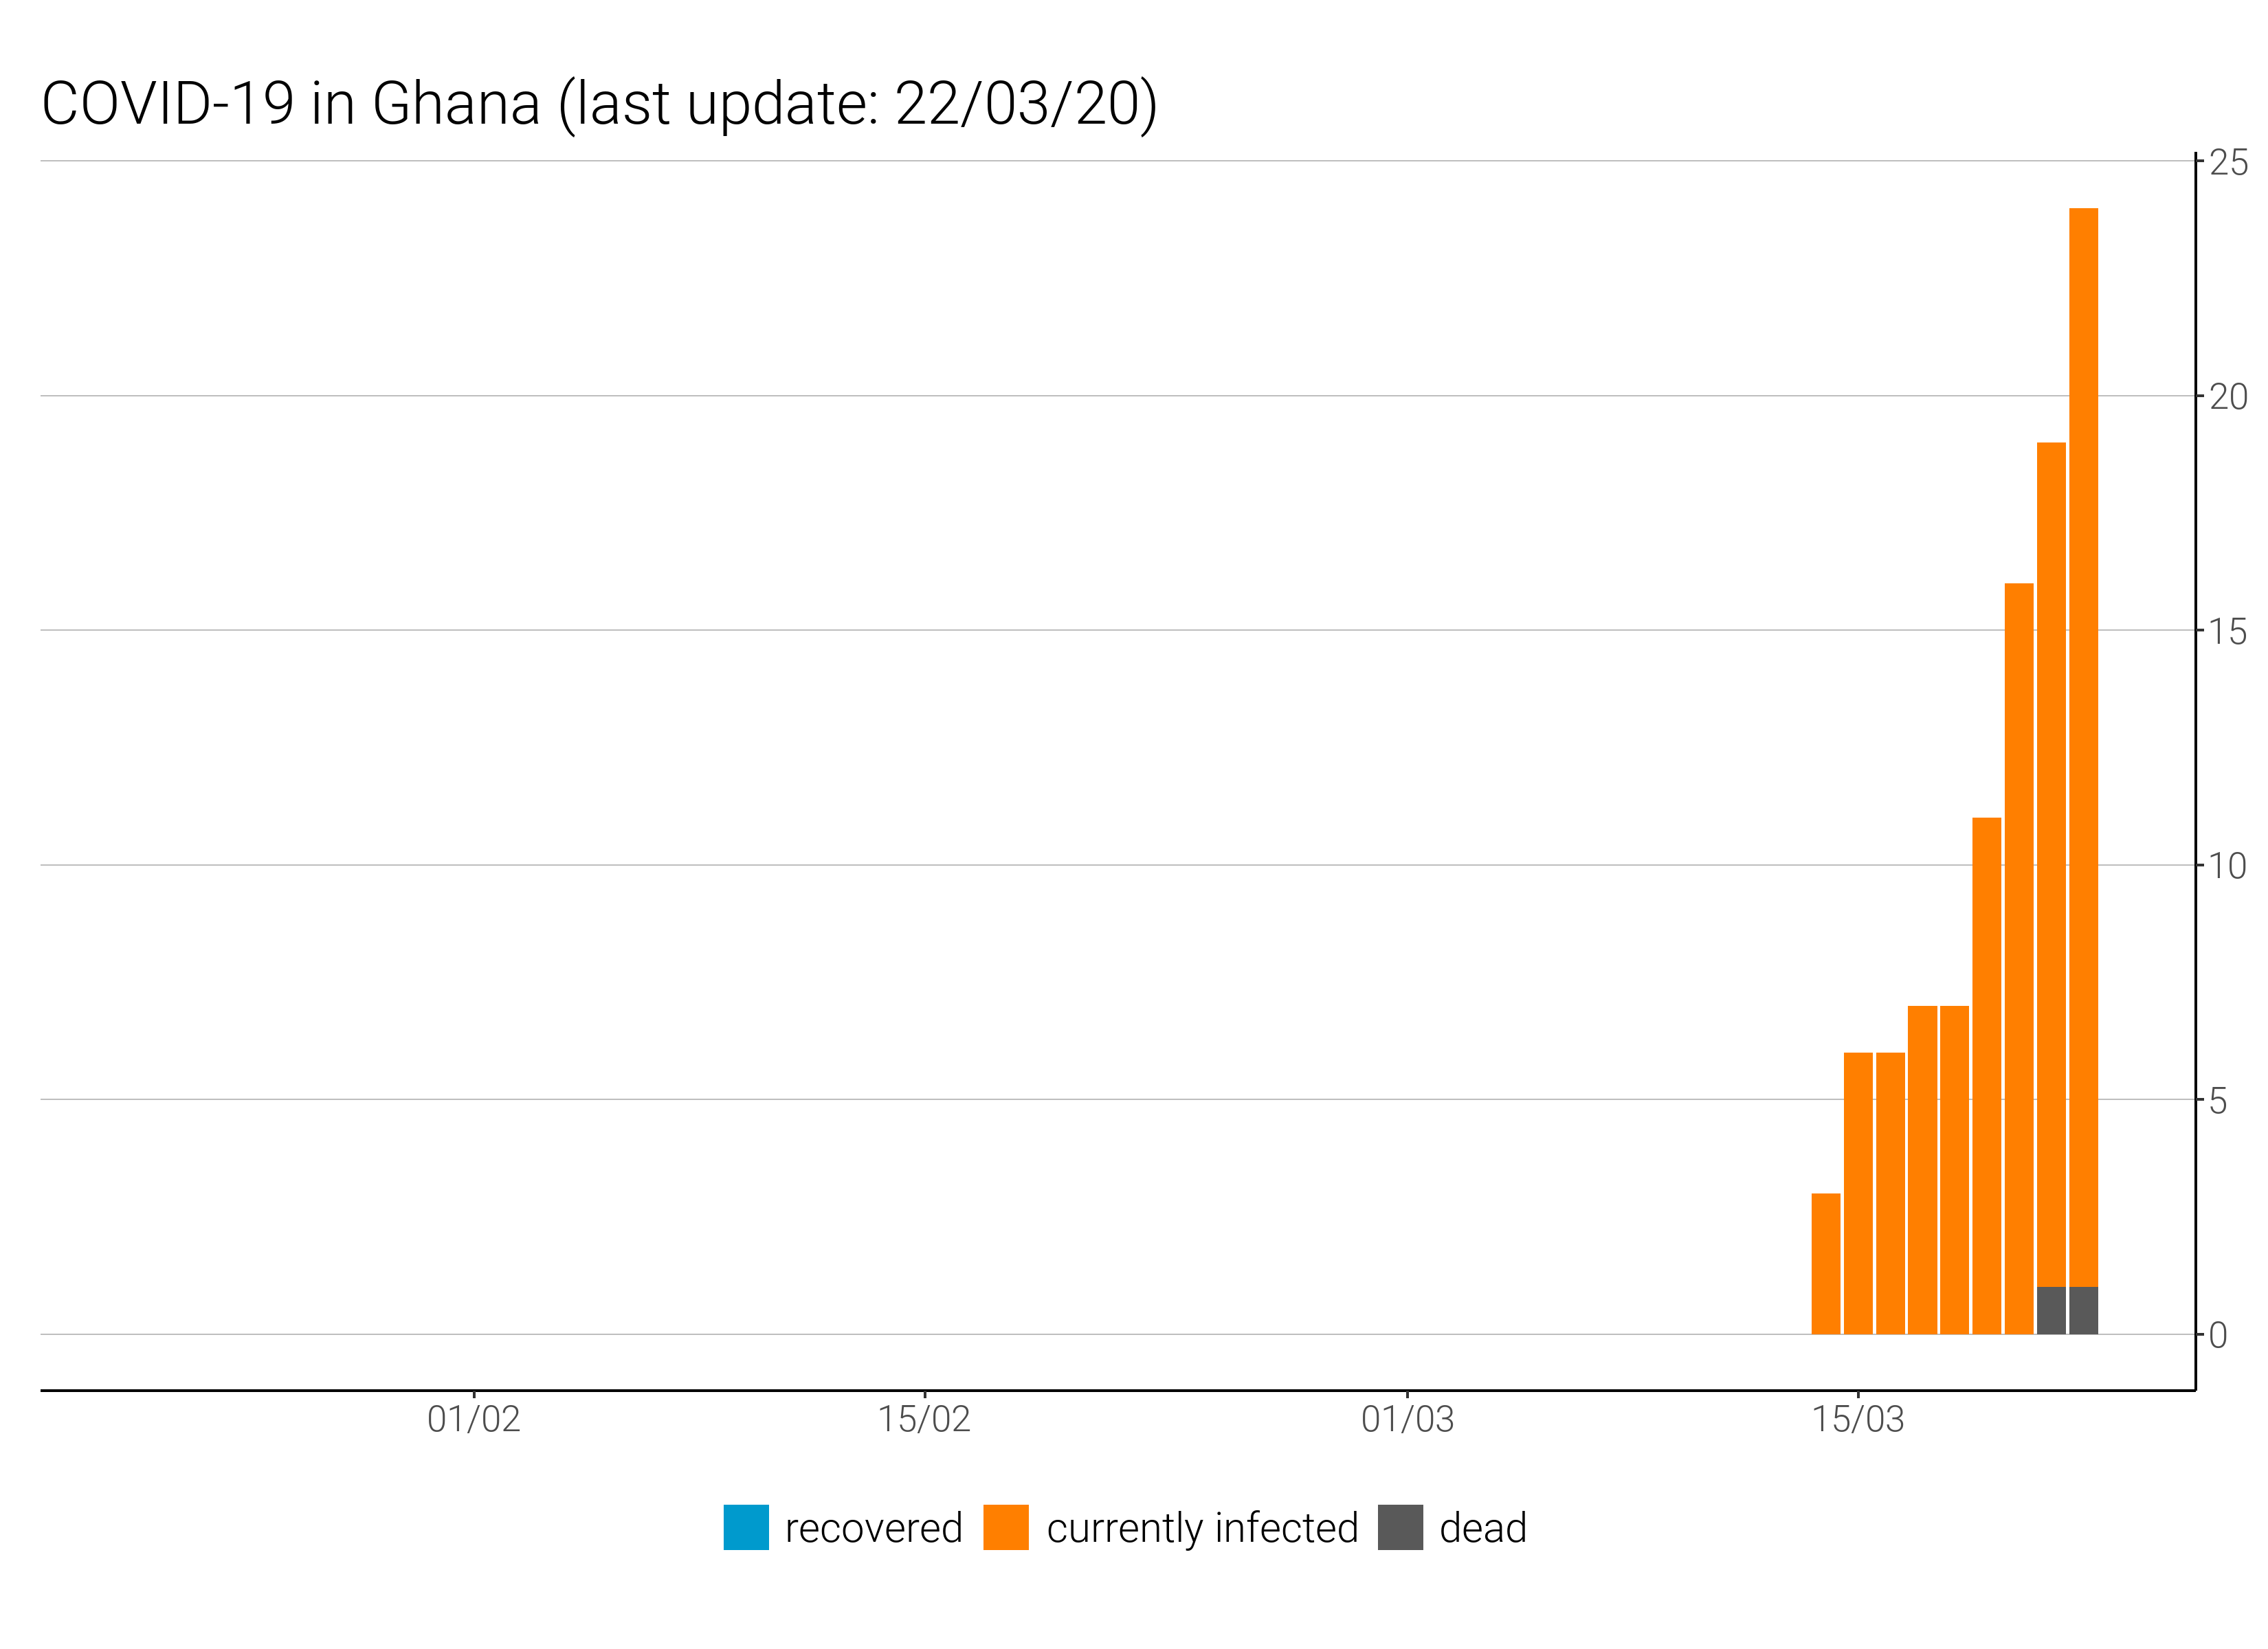 COVID-19 in Ghana (last update: 22/03/20)
25
20
15
10
5
0
01/02 15/02 01/03 15/03
recovered currently infected dead